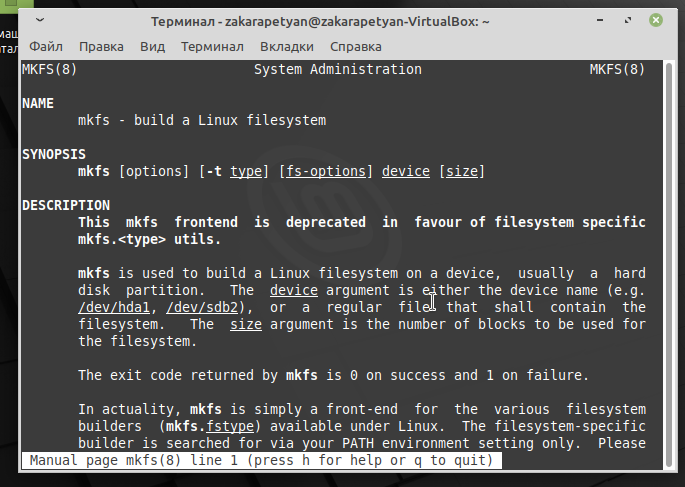 Терминал - zakarapetyan@zakarapetyan-VirtualBox: ~
Файл Правка Вид Терминал Вкладки Справка
MKFS(8) System Administration MKFS(8)
NAME
mkfs - build a Linux filesystem
SYNOPSIS
mkfs [options] [-t type] [fs-options] device [size]
DESCRIPTION
This mkfs frontend is deprecated in favour of filesystem specific
mkfs.<type> utils.
mkfs is used to build a Linux filesystem on a device, usually a hard
disk partition. The device argument is either the device name (e.g.
/dev/hda1, /dev/sdb2), or a regular file that shall contain the
filesystem. The size argument is the number of blocks to be used for
the filesystem.
The exit code returned by mkfs is 0 on success and 1 on failure.
In actuality, mkfs is simply a front-end for the various filesystem
builders (mkfs.fstype) available under Linux. The filesystem-specific
builder is searched for via your PATH environment setting only. Please
Manual page mkfs(8) line 1 (press h for help or q to quit)